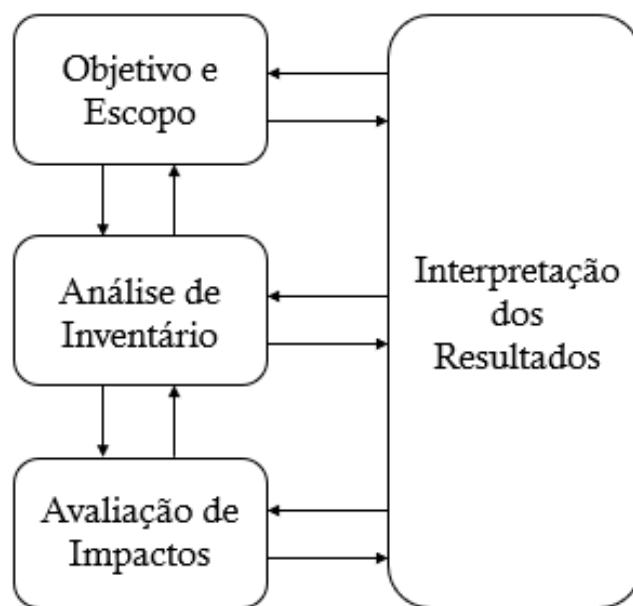 Objetivo e
Escopo
Análise de
Inventário
Avaliação de
Impactos
Interpretação
dos
Resultados